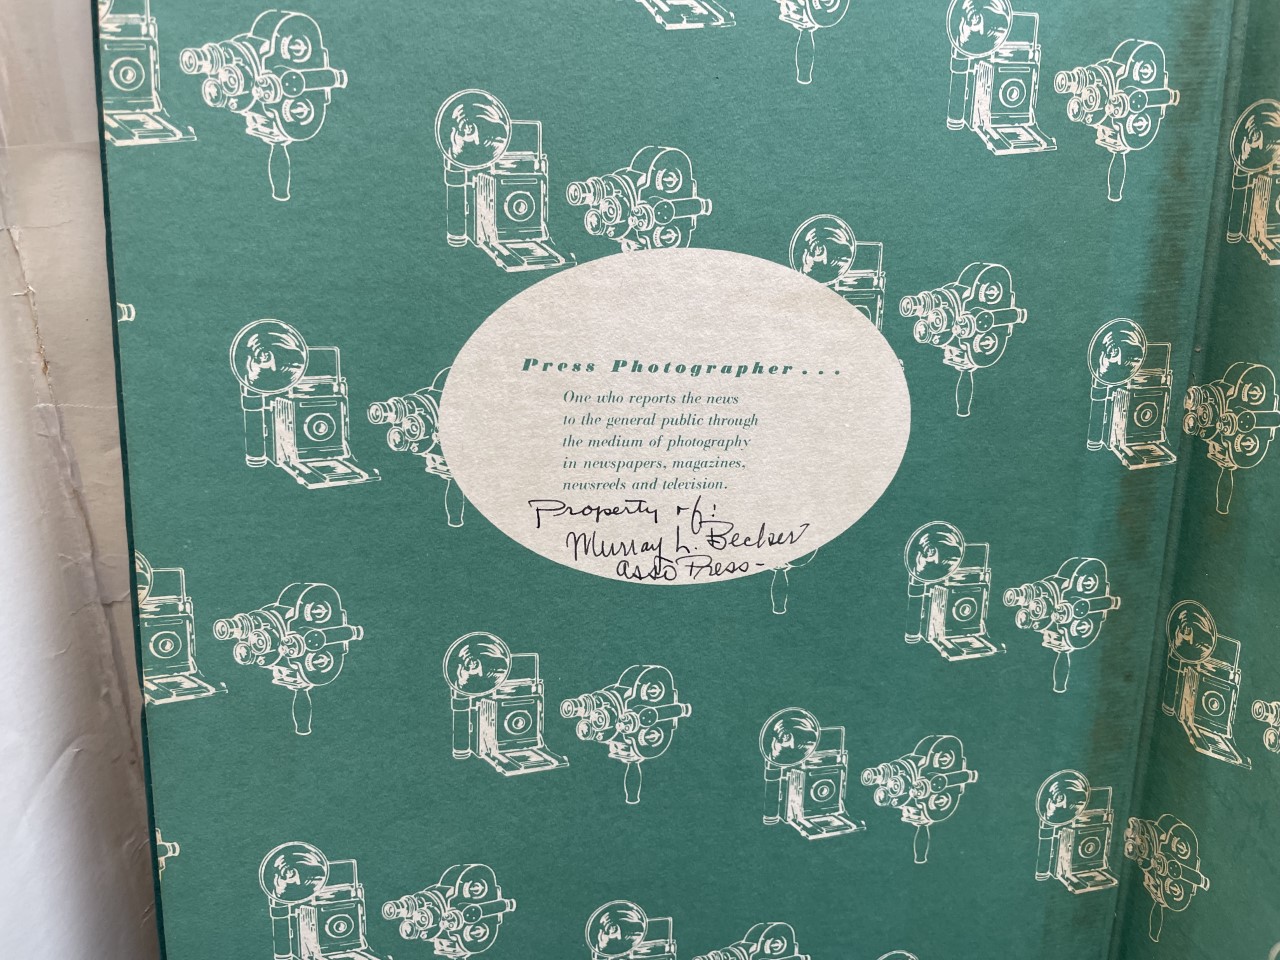 Press Photographer...
One who reports the news
to the general public through
the medium of photography
in newspapers, magazines,
newsreels and television.
Property of:
Murray L. Becker
Asso Press-